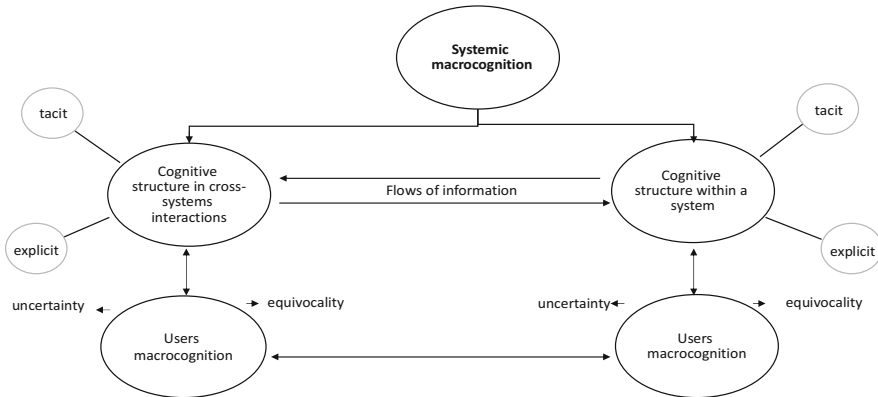 Systemic
macrocognition
tacit
tacit
Cognitive
structure in cross-
systems
interactions
Flows of information
Cognitive
structure within a
system
explicit
explicit
uncertainty
equivocality
uncertainty
equivocality
Users
macrocognition
Users
macrocognition